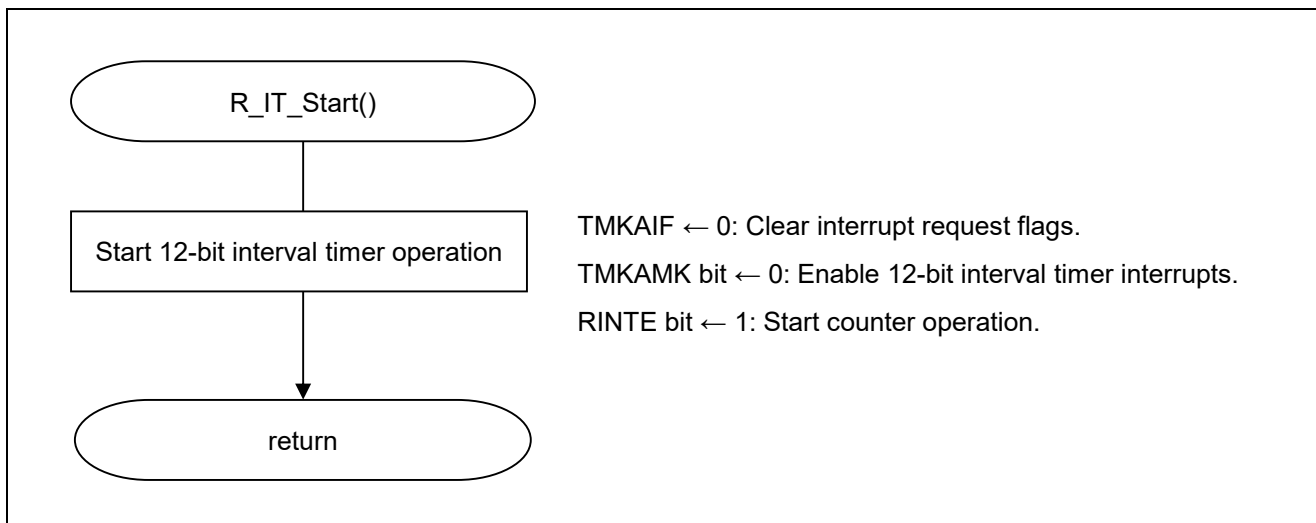 R_IT_Start()
Start 12-bit interval timer operation
TMKAIF ← 0: Clear interrupt request flags.
TMKAMK bit ← 0: Enable 12-bit interval timer interrupts.
RINTE bit ← 1: Start counter operation.
return